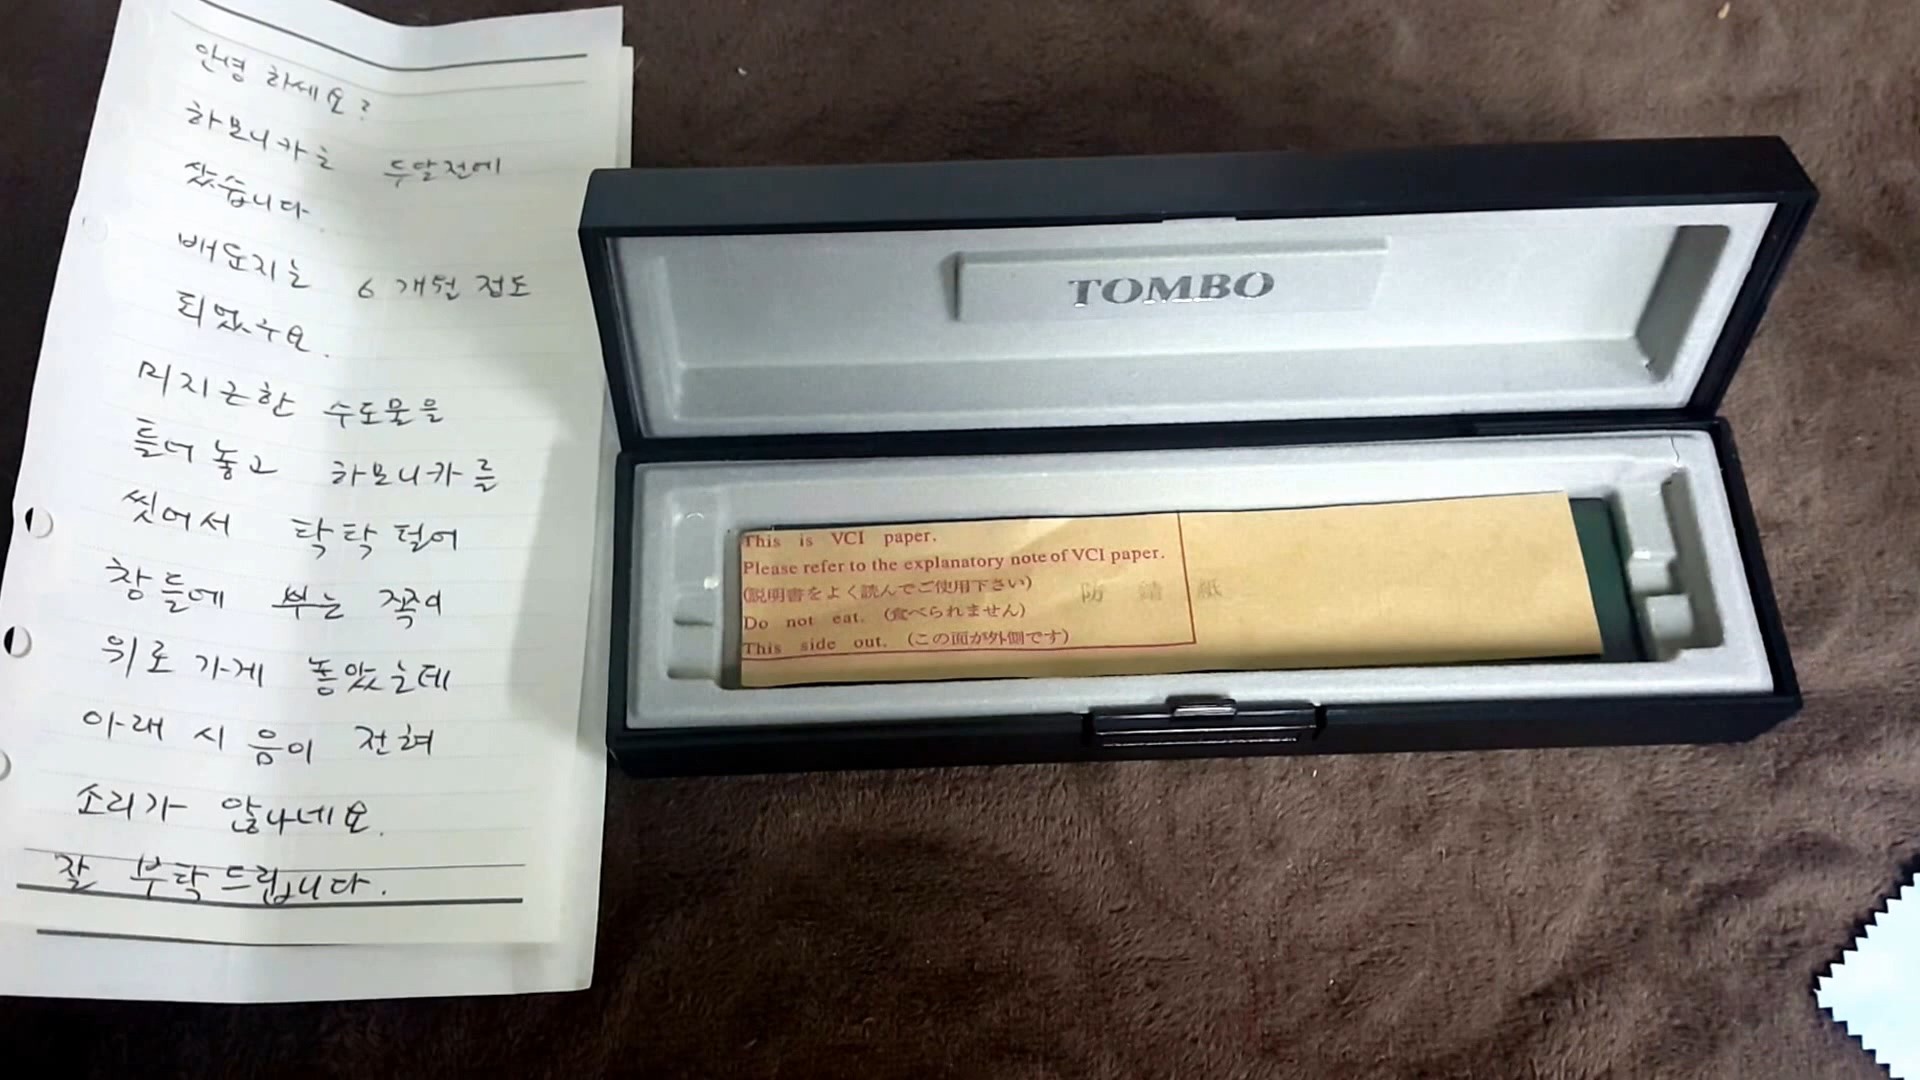 안녕 하세요?
하모니카는 두달전에
샀습니다.
배운지는 6개월 정도
되었구요.
미지근한 수도물을
틀어 놓고 하모니카를
씻어서 탁탁 털어
창틀에 부는 쪽이
위로 가게 놓았는데
아래 시 음이 전혀
소리가 않나네요.
잘 부탁드립니다.
TOMBO
This is VCI paper.
Please refer to the explanatory note of VCI paper.
(説明書をよく読んでご使用下さい)
防 錆 紙
Do not eat. (食べられません)
This side out. (この面が外側です)